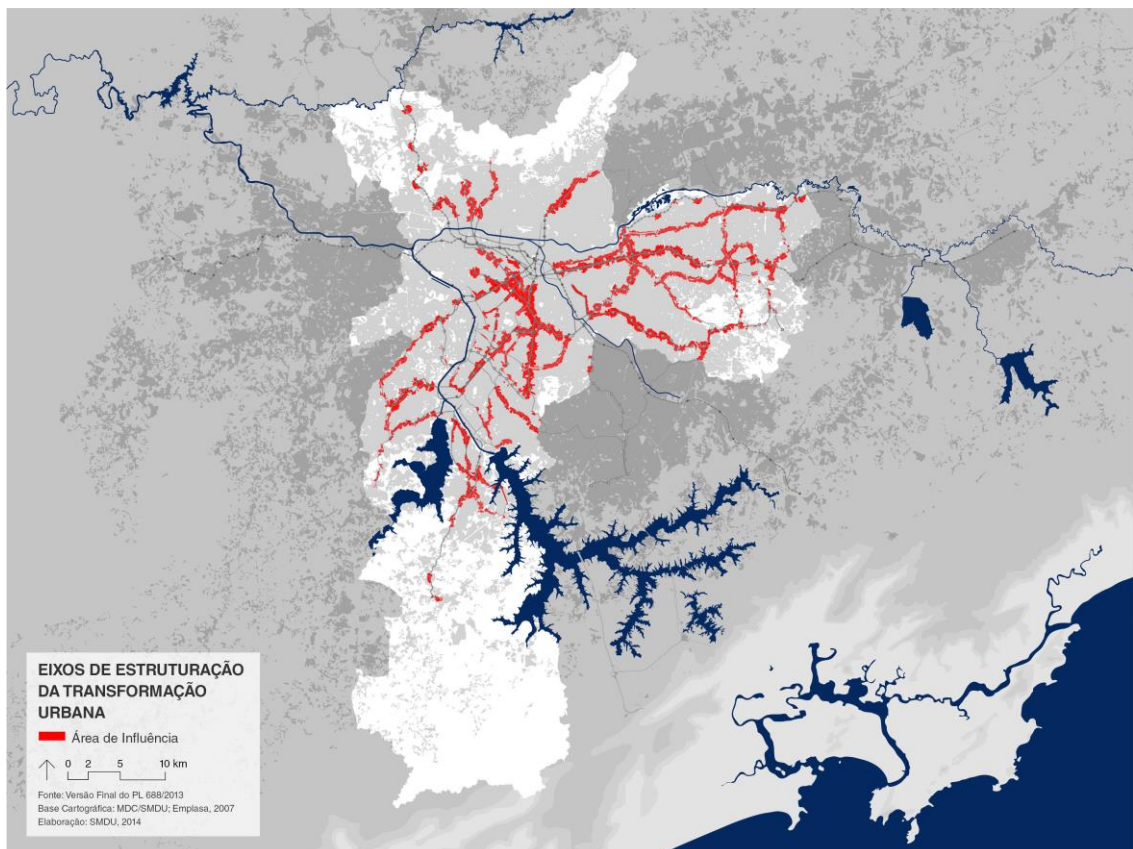 EIXOS DE ESTRUTURAÇÃO
DA TRANSFORMAÇÃO
URBANA
Área de Influência
0 2 5 10 km
Fonte: Versão Final do PL 688/2013
Base Cartográfica: MDC/SMDU; Emplasa, 2007
Elaboração: SMDU, 2014